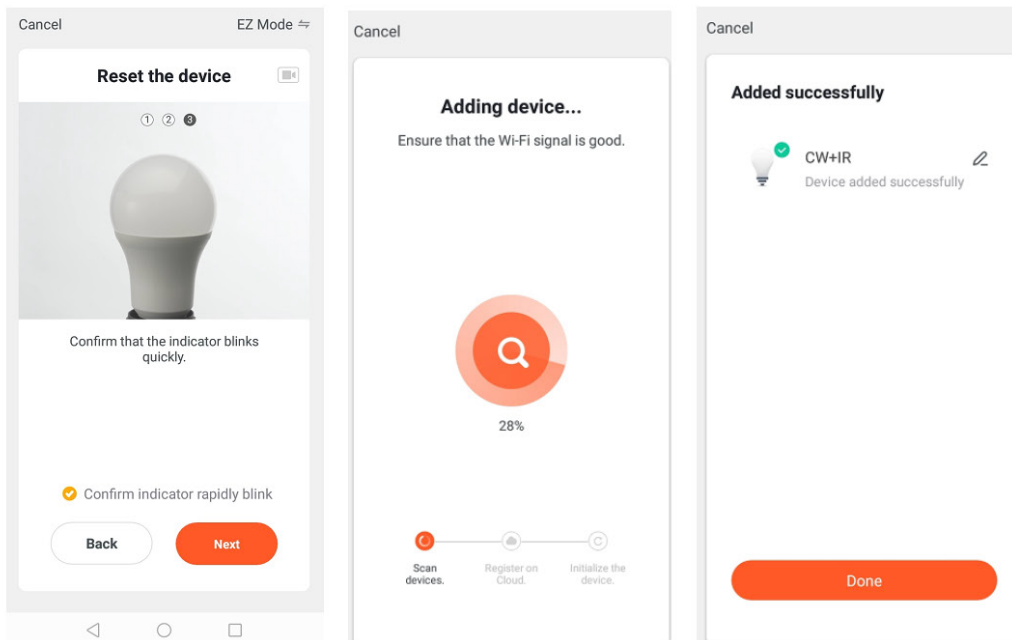 Cancel
EZ Mode
Reset the device
1 2 3
Confirm that the indicator blinks
quickly.
Confirm indicator rapidly blink
Back
Next
Cancel
Adding device...
Ensure that the Wi-Fi signal is good.
28%
Scan
devices.
Register on
Cloud.
Initialize the
device.
Cancel
Added successfully
CW+IR
Device added successfully
Done